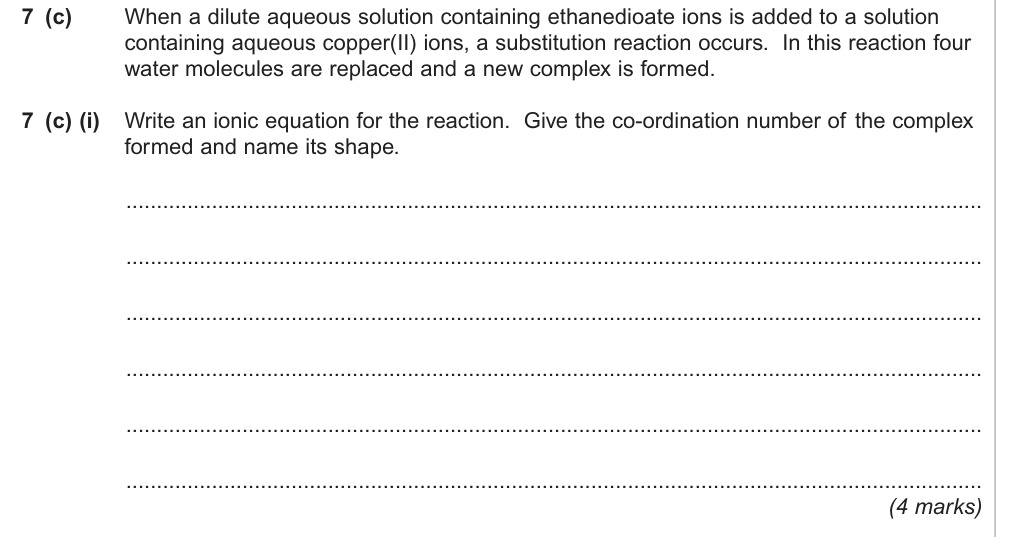 7 (c) When a dilute aqueous solution containing ethanedioate ions is added to a solution
containing aqueous copper(II) ions, a substitution reaction occurs. In this reaction four
water molecules are replaced and a new complex is formed.
7 (c) (i) Write an ionic equation for the reaction. Give the co-ordination number of the complex
formed and name its shape.
(4 marks)